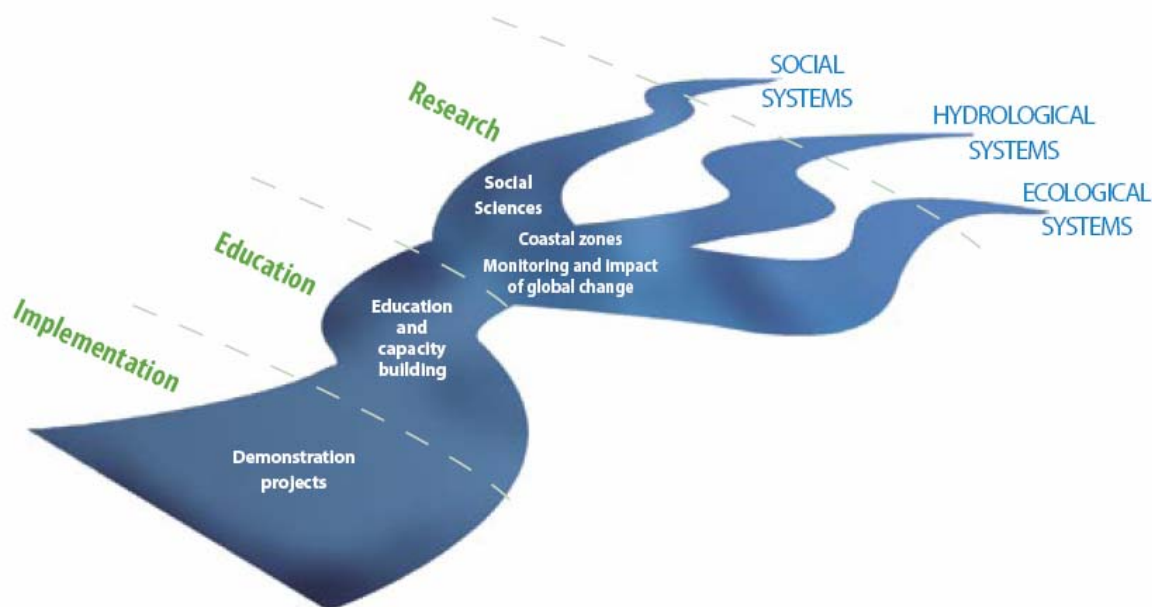 SOCIAL
SYSTEMS
HYDROLOGICAL
SYSTEMS
ECOLOGICAL
SYSTEMS
Research
Social
Sciences
Coastal zones
Monitoring and impact
of global change
Education
Education
and
capacity
building
Implementation
Demonstration
projects